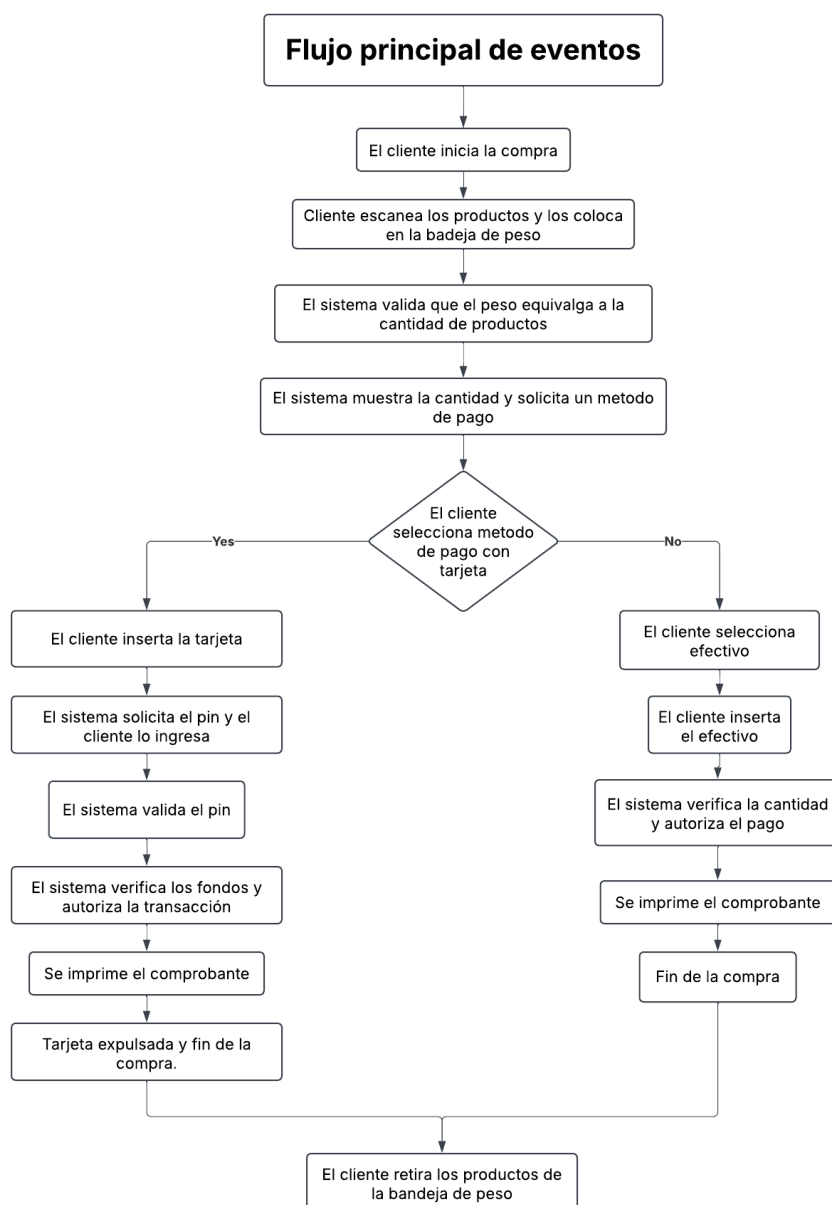 Flujo principal de eventos
El cliente inicia la compra
Cliente escanea los productos y los coloca
en la badeja de peso
El sistema valida que el peso equivalga a la
cantidad de productos
El sistema muestra la cantidad y solicita un metodo
de pago
El cliente
selecciona metodo
de pago con
tarjeta
Yes
No
El cliente inserta la tarjeta
El sistema solicita el pin y el
cliente lo ingresa
El sistema valida el pin
El sistema verifica los fondos y
autoriza la transacción
Se imprime el comprobante
Tarjeta expulsada y fin de la
compra.
El cliente selecciona
efectivo
El cliente inserta
el efectivo
El sistema verifica la cantidad
y autoriza el pago
Se imprime el comprobante
Fin de la compra
El cliente retira los productos de
la bandeja de peso